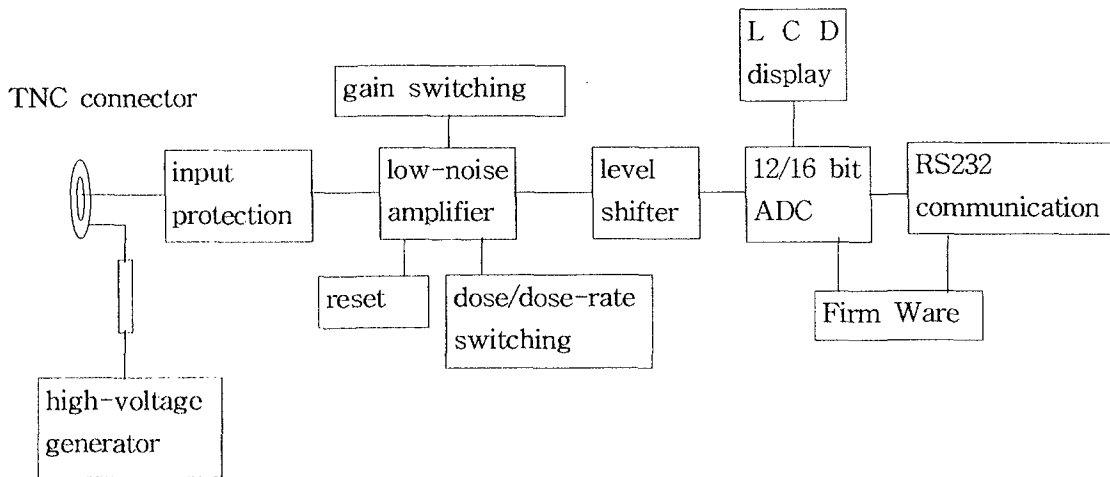 L C D
display
TNC connector
gain switching
input
protection
low-noise
amplifier
level
shifter
12/16 bit
ADC
RS232
communication
reset
dose/dose-rate
switching
Firm Ware
high-voltage
generator